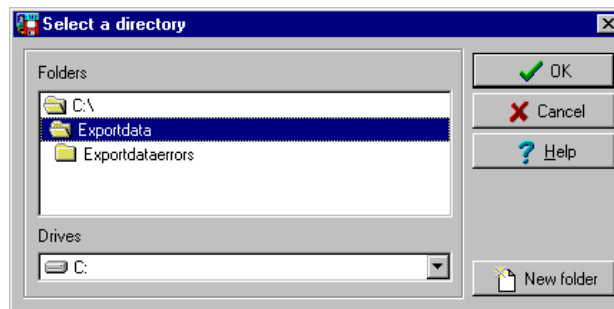 Select a directory
Folders
C:\
Exportdata
Exportdataerrors
Drives
C:
OK
Cancel
Help
New folder